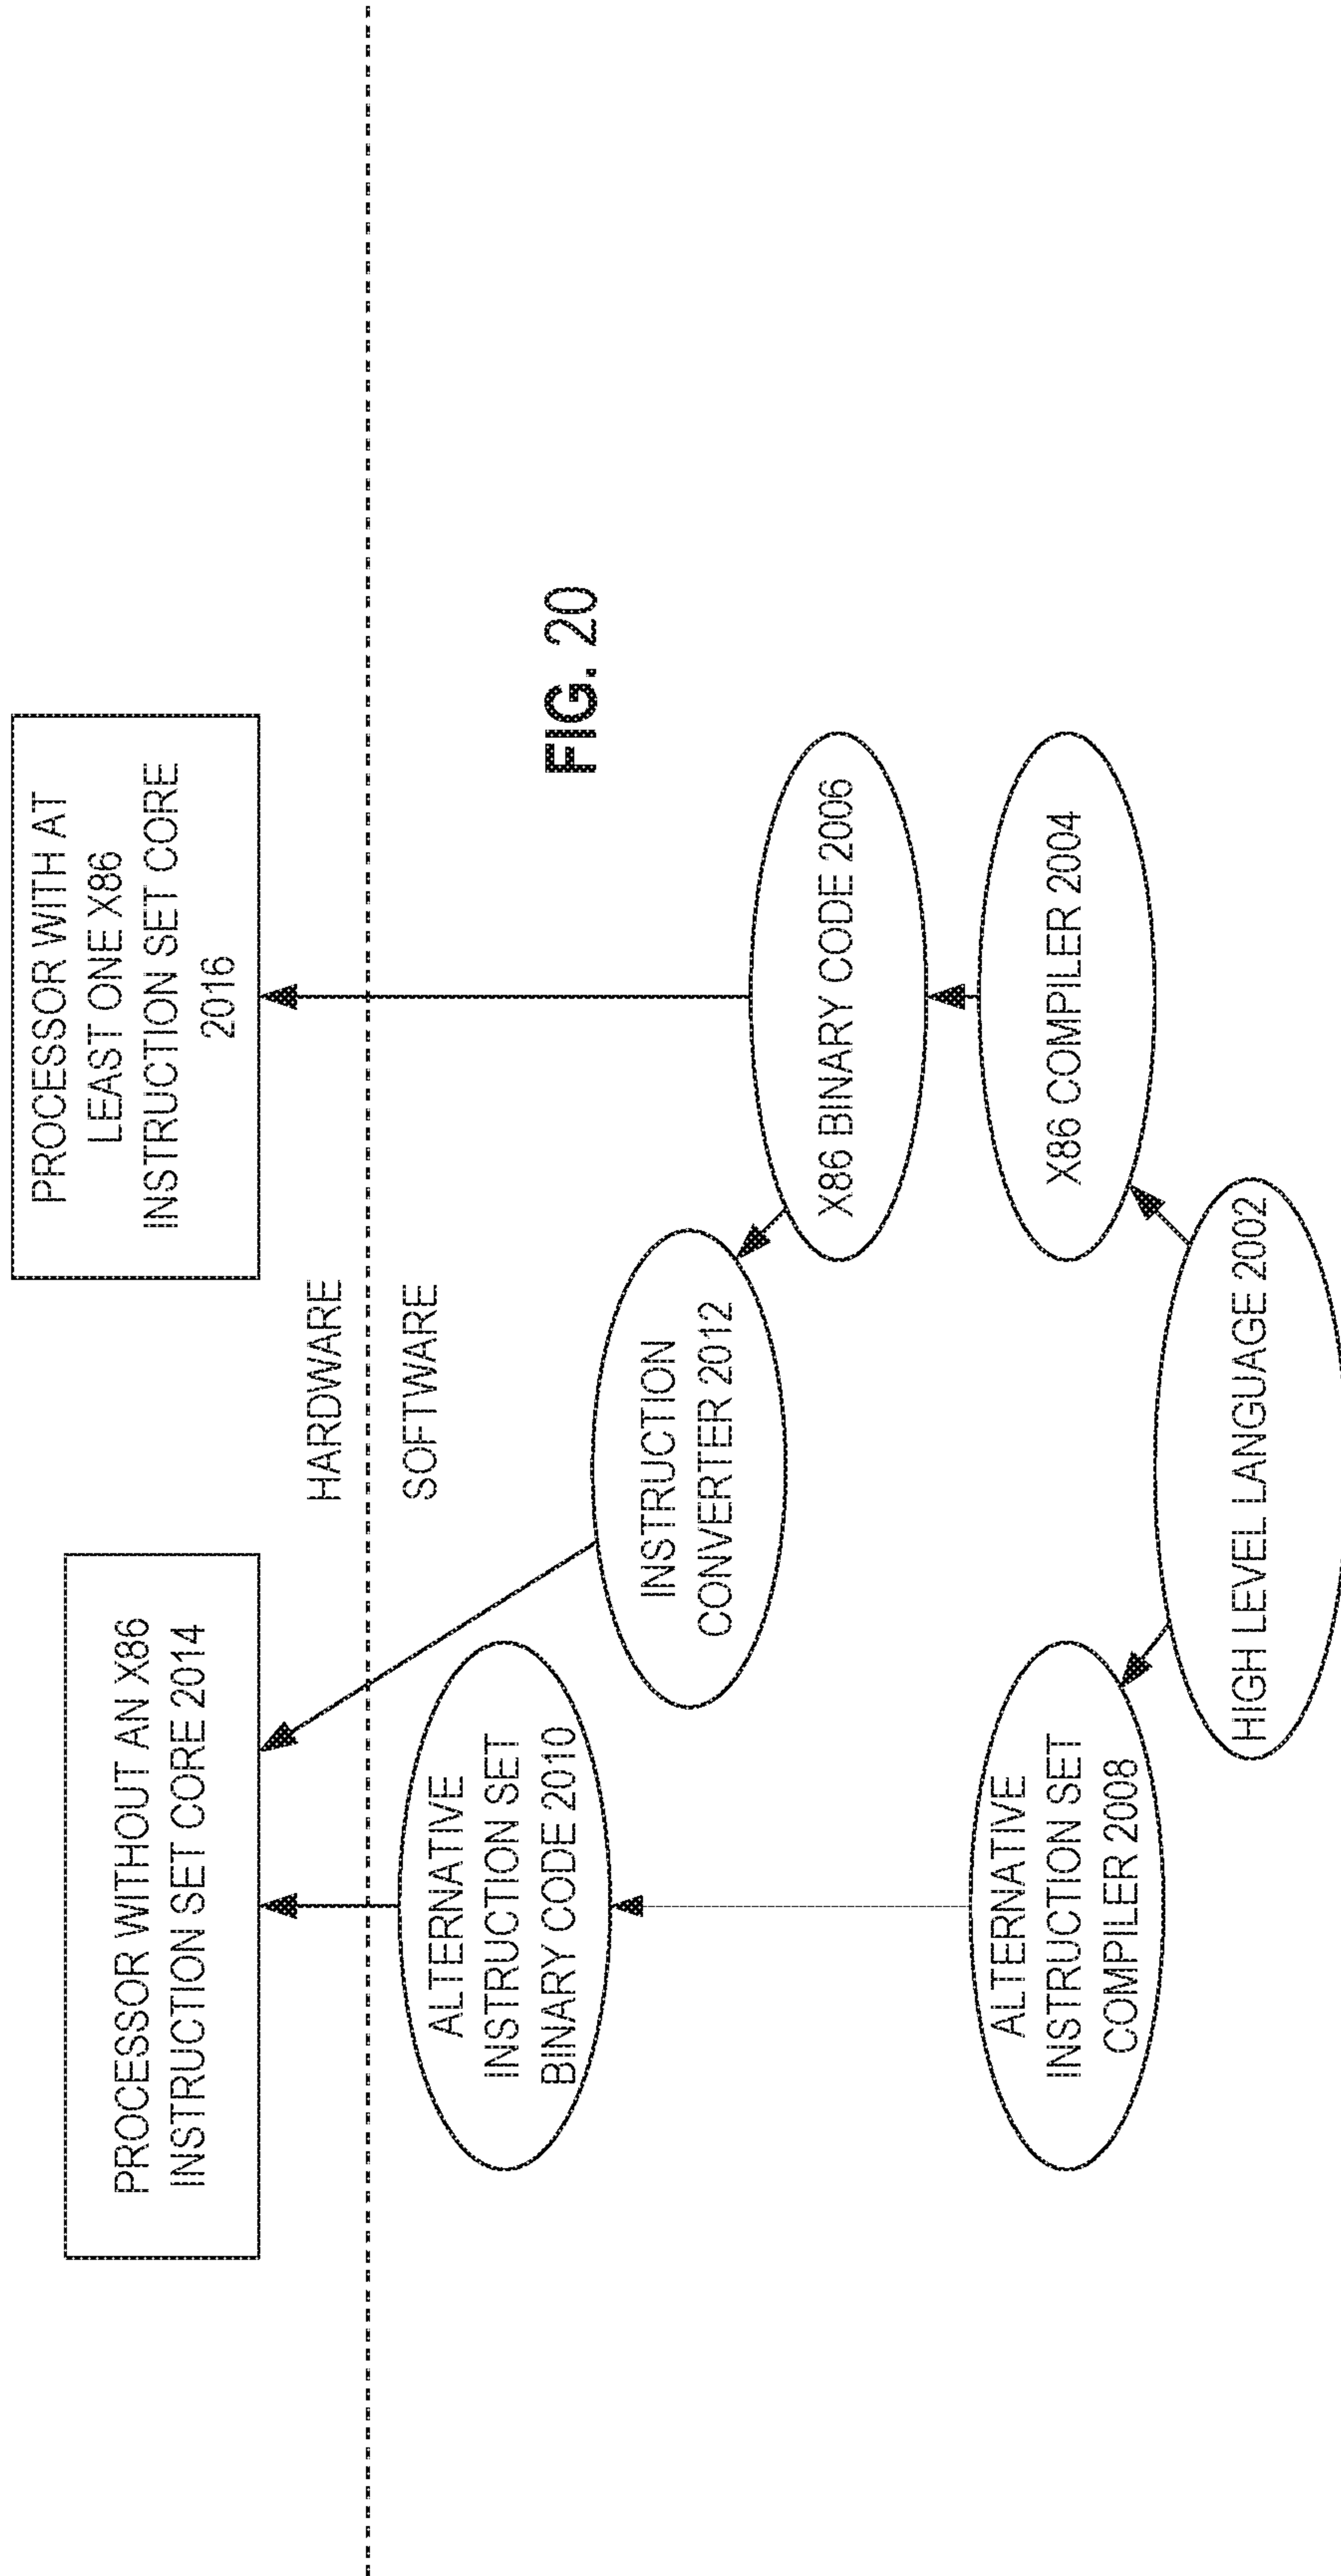 PROCESSOR WITHOUT AN X86
INSTRUCTION SET CORE 2014
PROCESSOR WITH AT
LEAST ONE X86
INSTRUCTION SET CORE
2016
HARDWARE
SOFTWARE
ALTERNATIVE
INSTRUCTION SET
BINARY CODE 2010
INSTRUCTION
CONVERTER 2012
FIG. 20
X86 BINARY CODE 2006
ALTERNATIVE
INSTRUCTION SET
COMPILER 2008
X86 COMPILER 2004
HIGH LEVEL LANGUAGE 2002